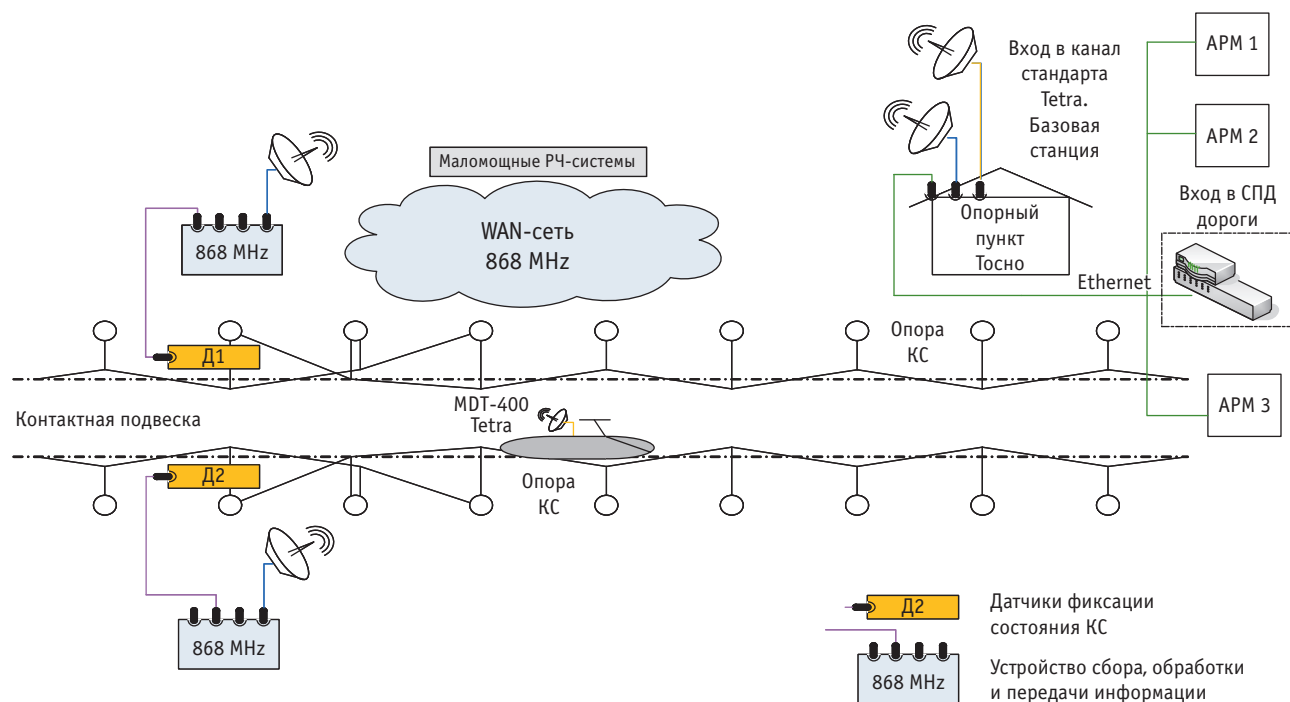 Вход в канал
стандарта
Tetra.
Базовая
станция
АРМ 1
АРМ 2
Маломощные РЧ-системы
WAN-сеть
868 MHz
868 MHz
Опорный
пункт
Тосно
Вход в СПД
дороги
Ethernet
Д1
Опора
КС
Контактная подвеска
MDT-400
Tetra
АРМ 3
Д2
Опора
КС
868 MHz
Д2
Датчики фиксации
состояния КС
868 MHz
Устройство сбора, обработки
и передачи информации